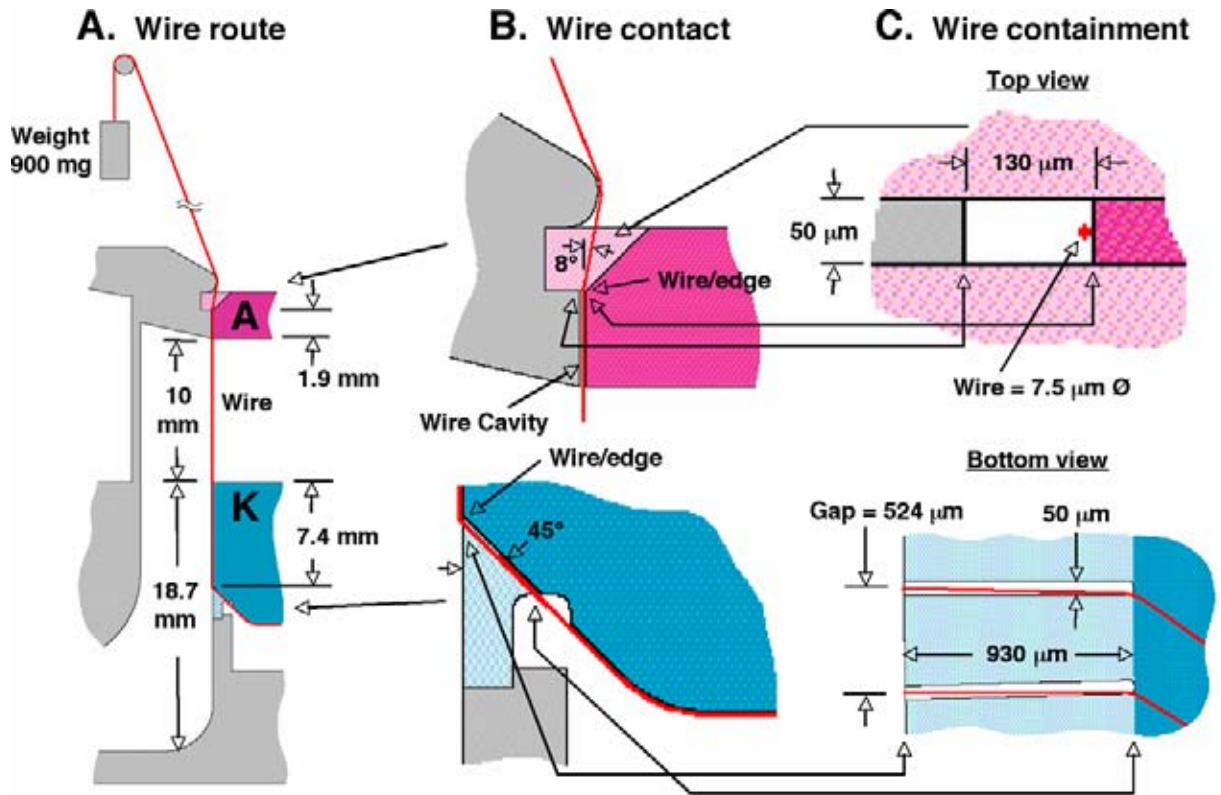 A. Wire route
Weight
900 mg
A
1.9 mm
10
mm
Wire
K
7.4 mm
18.7
mm
B. Wire contact
8°
Wire/edge
Wire Cavity
Wire/edge
45°
C. Wire containment
Top view
130 µm
50 µm
Wire = 7.5 µm Ø
Bottom view
Gap = 524 µm
50 µm
930 µm